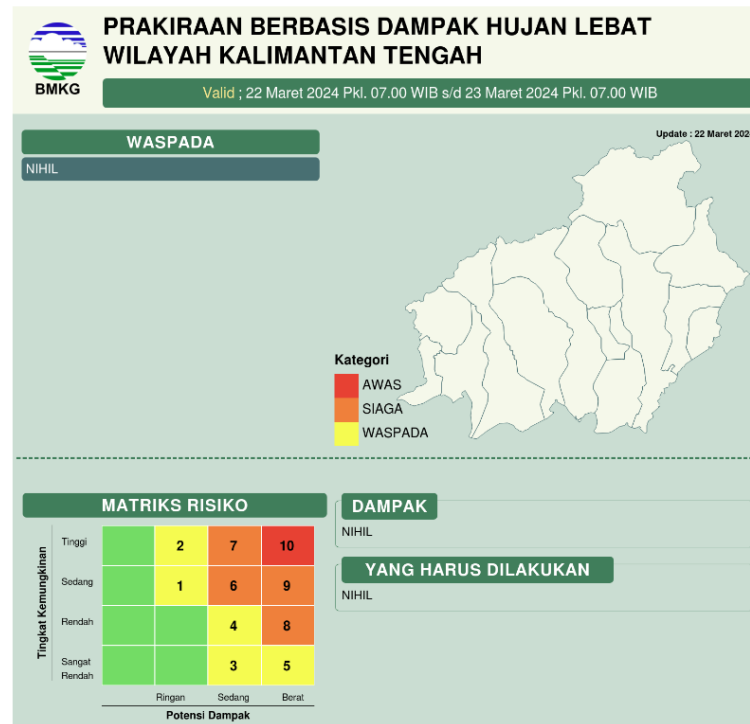 PRAKIRAAN BERBASIS DAMPAK HUJAN LEBAT
WILAYAH KALIMANTAN TENGAH
BMKG
Valid ; 22 Maret 2024 Pkl. 07.00 WIB s/d 23 Maret 2024 Pkl. 07.00 WIB
WASPADA
NIHIL
Update : 22 Maret 202
Kategori
AWAS
SIAGA
WASPADA
MATRIKS RISIKO
Tingkat Kemungkinan
Tinggi
2 7 10
Sedang
1 6 9
Rendah
4 8
Sangat
Rendah
3 5
Ringan Sedang Berat
Potensi Dampak
DAMPAK
NIHIL
YANG HARUS DILAKUKAN
NIHIL